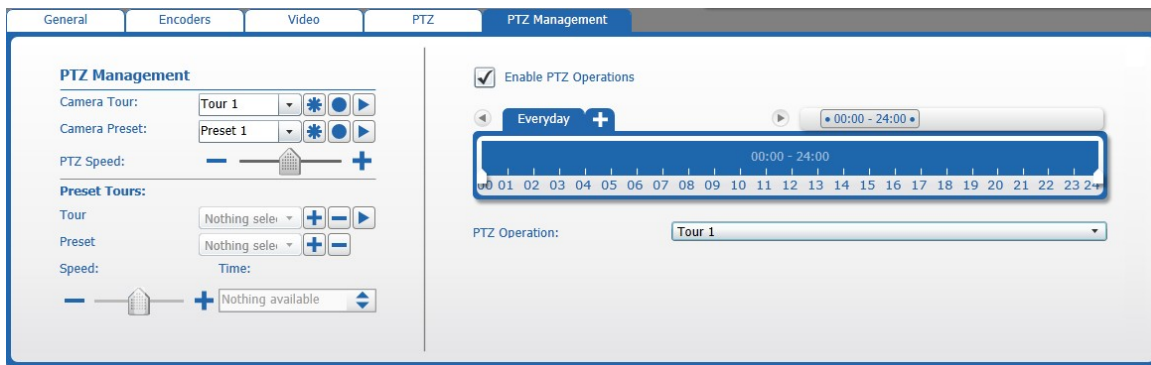 General Encoders Video PTZ PTZ Management
PTZ Management
Camera Tour: Tour 1
Camera Preset: Preset 1
PTZ Speed:
Preset Tours:
Tour Nothing sele
Preset Nothing sele
Speed: Time:
Nothing available
Enable PTZ Operations
Everyday
• 00:00 - 24:00 •
00:00 - 24:00
00 01 02 03 04 05 06 07 08 09 10 11 12 13 14 15 16 17 18 19 20 21 22 23 24
PTZ Operation: Tour 1